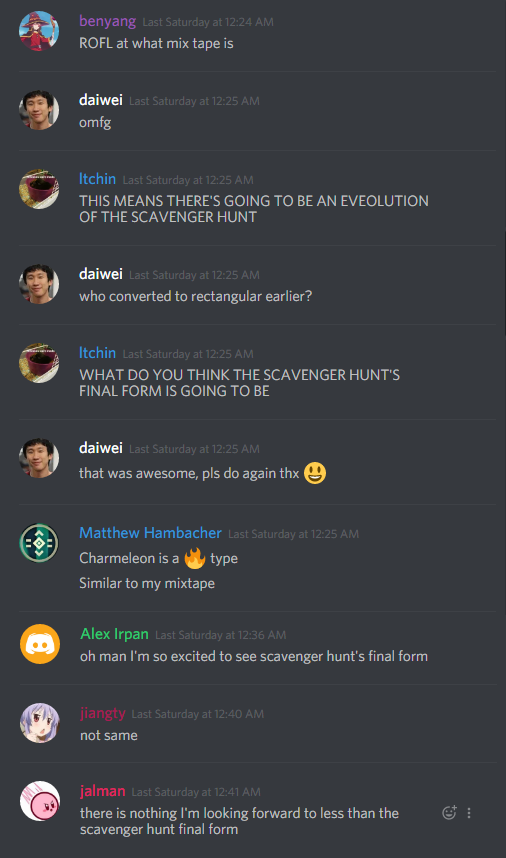 benyang Last Saturday at 12:24 AM
ROFL at what mix tape is
daiwei Last Saturday at 12:25 AM
omfg
ltchin Last Saturday at 12:25 AM
THIS MEANS THERE'S GOING TO BE AN EVEOLUTION
OF THE SCAVENGER HUNT
daiwei Last Saturday at 12:25 AM
who converted to rectangular earlier?
ltchin Last Saturday at 12:25 AM
WHAT DO YOU THINK THE SCAVENGER HUNT'S
FINAL FORM IS GOING TO BE
daiwei Last Saturday at 12:25 AM
that was awesome, pls do again thx 😃
Matthew Hambacher Last Saturday at 12:25 AM
Charmeleon is a 🔥 type
Similar to my mixtape
Alex Irpan Last Saturday at 12:36 AM
oh man I'm so excited to see scavenger hunt's final form
jiangty Last Saturday at 12:40 AM
not same
jalman Last Saturday at 12:41 AM
there is nothing I'm looking forward to less than the
scavenger hunt final form